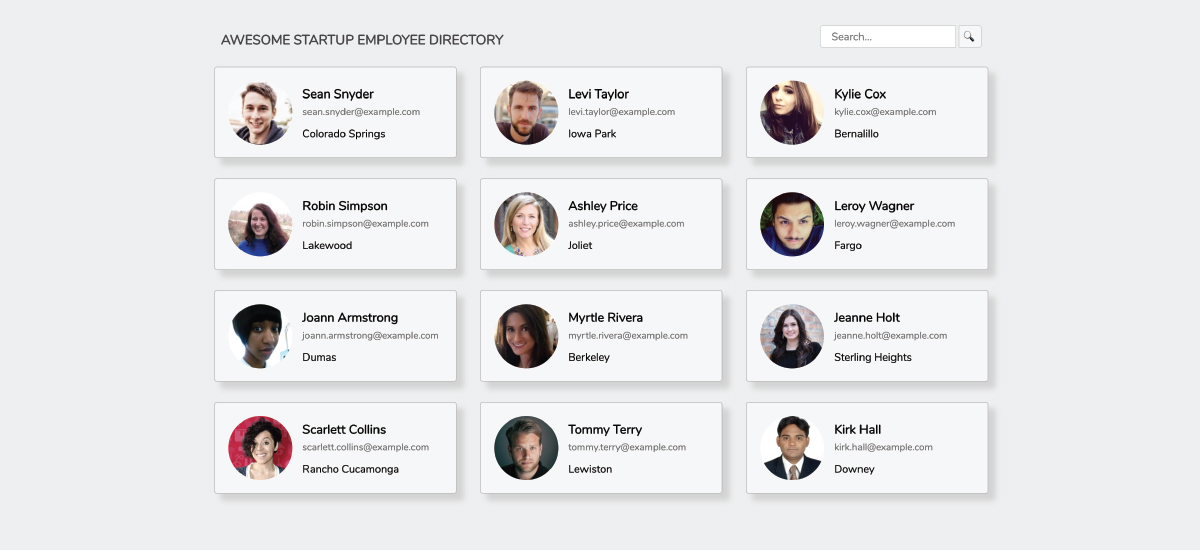 AWESOME STARTUP EMPLOYEE DIRECTORY
Search...
Sean Snyder
sean.snyder@example.com
Colorado Springs
Levi Taylor
levi.taylor@example.com
Iowa Park
Kylie Cox
kylie.cox@example.com
Bernalillo
Robin Simpson
robin.simpson@example.com
Lakewood
Ashley Price
ashley.price@example.com
Joliet
Leroy Wagner
leroy.wagner@example.com
Fargo
Joann Armstrong
joann.armstrong@example.com
Dumas
Myrtle Rivera
myrtle.rivera@example.com
Berkeley
Jeanne Holt
jeanne.holt@example.com
Sterling Heights
Scarlett Collins
scarlett.collins@example.com
Rancho Cucamonga
Tommy Terry
tommy.terry@example.com
Lewiston
Kirk Hall
kirk.hall@example.com
Downey